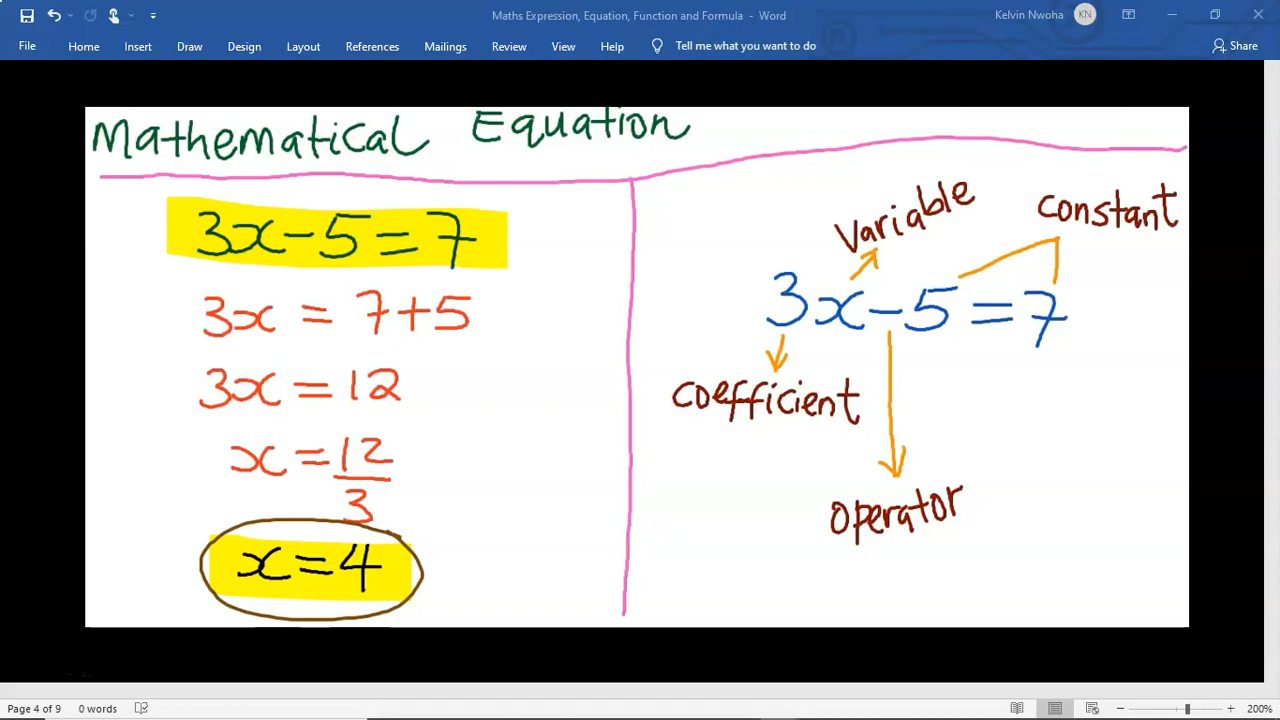 Maths Expression, Equation, Function and Formula - Word
Kelvin Nwoha
KN
File Home Insert Draw Design Layout References Mailings Review View Help Tell me what you want to do Share
Mathematical Equation
3x-5=7
3x = 7+5
3x = 12
x = 12/3
x=4
Variable
constant
3x-5=7
coefficient
operator
Page 4 of 9 0 words 200%